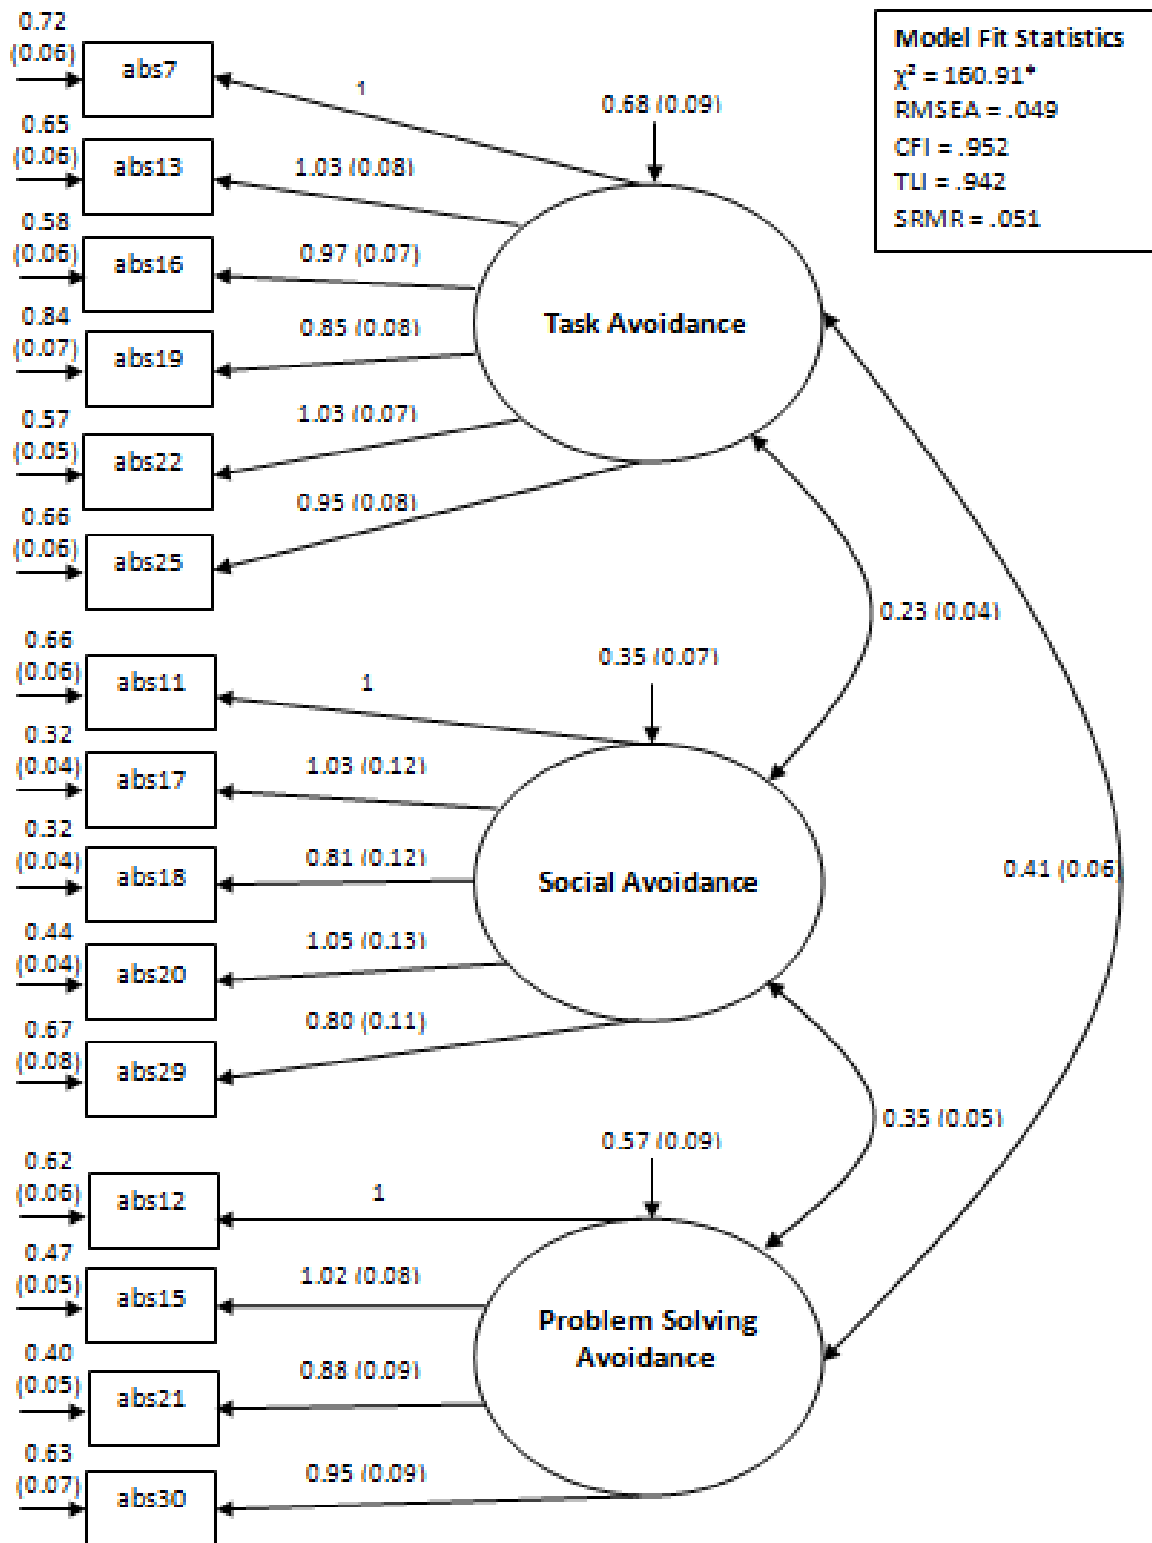 0.72
(0.06)
abs7
1
0.68 (0.09)
Model Fit Statistics
χ² = 160.91*
RMSEA = .049
CFI = .952
TLI = .942
SRMR = .051
0.65
(0.06)
abs13
1.03 (0.08)
0.58
(0.06)
abs16
0.97 (0.07)
Task Avoidance
0.84
(0.07)
abs19
0.85 (0.08)
0.57
(0.05)
abs22
1.03 (0.07)
0.66
(0.06)
abs25
0.95 (0.08)
0.23 (0.04)
0.66
(0.06)
abs11
1
0.35 (0.07)
0.32
(0.04)
abs17
1.03 (0.12)
0.32
(0.04)
abs18
0.81 (0.12)
Social Avoidance
0.41 (0.06)
0.44
(0.04)
abs20
1.05 (0.13)
0.67
(0.08)
abs29
0.80 (0.11)
0.35 (0.05)
0.62
(0.06)
abs12
1
0.57 (0.09)
0.47
(0.05)
abs15
1.02 (0.08)
Problem Solving
Avoidance
0.40
(0.05)
abs21
0.88 (0.09)
0.63
(0.07)
abs30
0.95 (0.09)